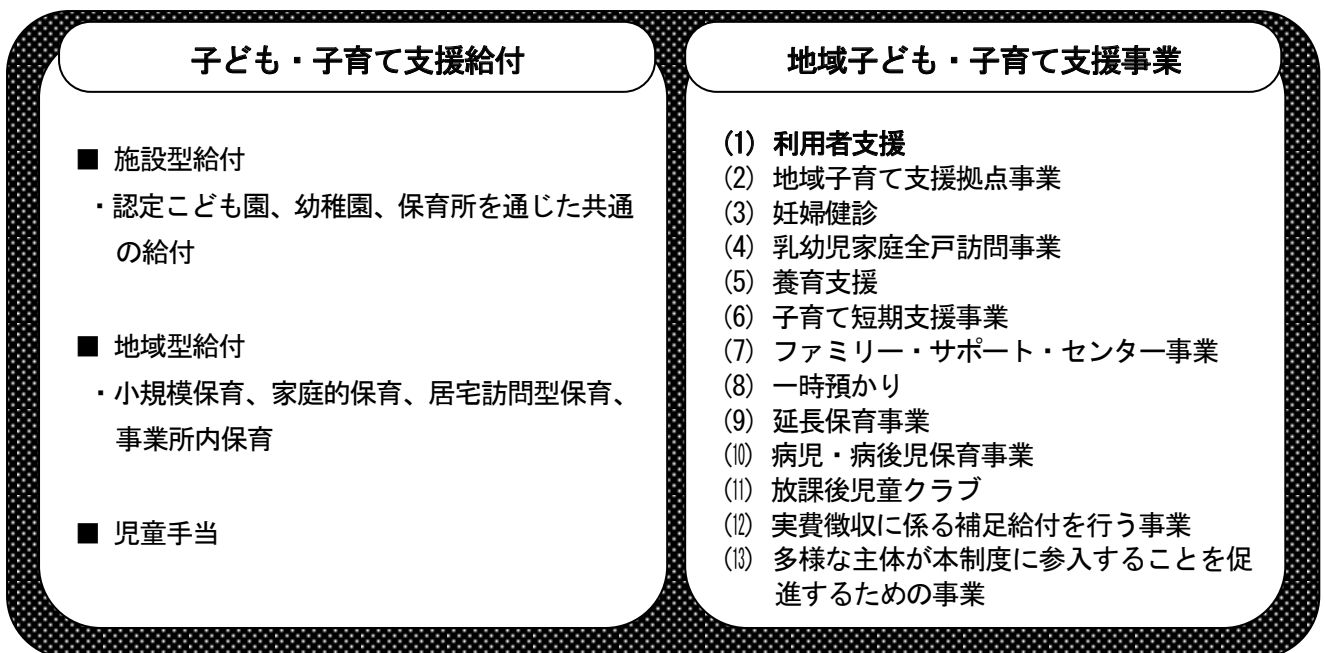 子ども・子育て支援給付
■ 施設型給付
・認定こども園、幼稚園、保育所を通じた共通
の給付
■ 地域型給付
・小規模保育、家庭的保育、居宅訪問型保育、
事業所内保育
■ 児童手当
地域子ども・子育て支援事業
⑴ 利用者支援
⑵ 地域子育て支援拠点事業
⑶ 妊婦健診
⑷ 乳幼児家庭全戸訪問事業
⑸ 養育支援
⑹ 子育て短期支援事業
⑺ ファミリー・サポート・センター事業
⑻ 一時預かり
⑼ 延長保育事業
⑽ 病児・病後児保育事業
⑾ 放課後児童クラブ
⑿ 実費徴収に係る補足給付を行う事業
⒀ 多様な主体が本制度に参入することを促
進するための事業